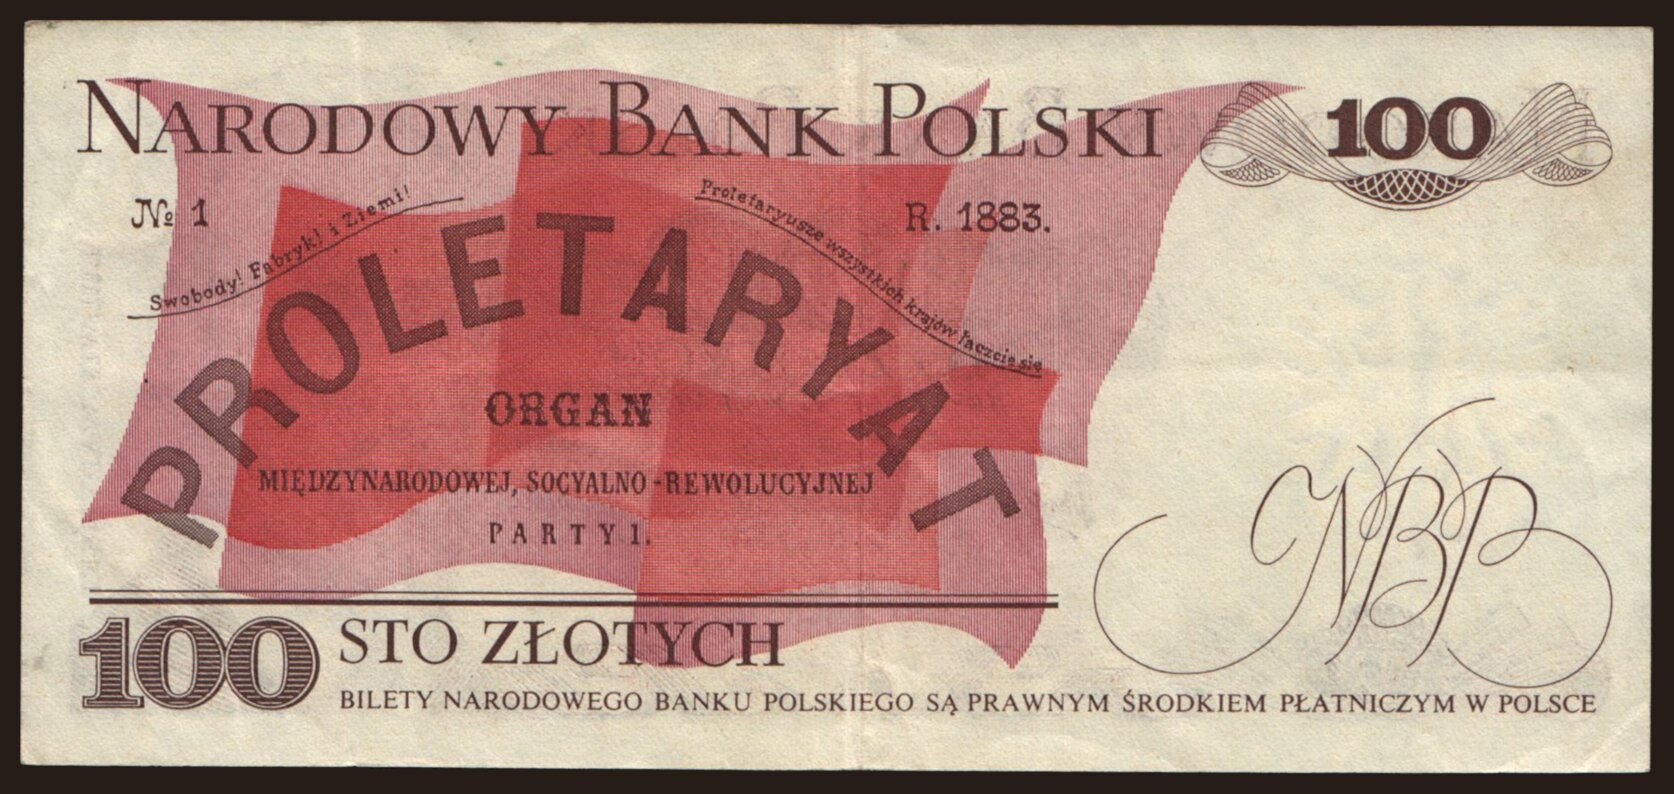 NARODOWY BANK POLSKI
100
№ 1
R. 1883.
Swobody! Fabryk! i Ziemi!
Proletaryusze wszystkich krajów łączcie się
PROLETARYAT
ORGAN
MIĘDZYNARODOWEJ, SOCYALNO-REWOLUCYJNEJ
PARTYI.
NBP
100
STO ZŁOTYCH
BILETY NARODOWEGO BANKU POLSKIEGO SĄ PRAWNYM ŚRODKIEM PŁATNICZYM W POLSCE